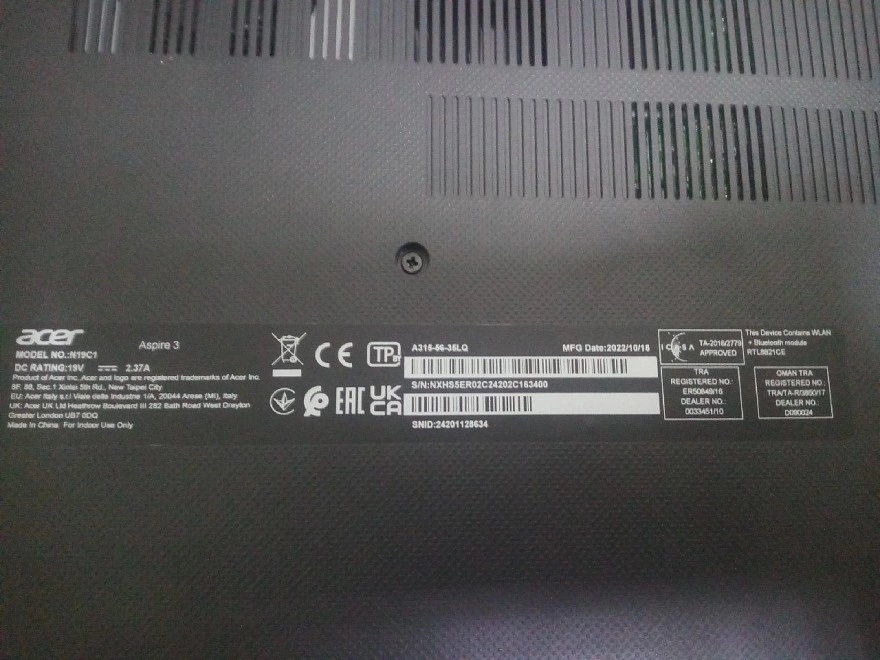 acer
Aspire 3
MODEL NO.:N19C1
DC RATING:19V 2.37A
Product of Acer Inc. Acer and logo are registered trademarks of Acer Inc.
8F, 88, Sec.1 Xintai 5th Rd., New Taipei City
EU: Acer Italy s.r.l Viale delle Industrie 1/A, 20044 Arese (MI), Italy
UK: Acer UK Ltd Heathrow Boulevard III 282 Bath Road West Drayton
Greater London UB7 0DQ
Made in China For Indoor Use Only
CE
TP
BY
EAC
UK
CA
A315-56-35LQ MFG Date:2022/10/18
S/N:NXHS5ER02C24202C163400
SNID:24201128634
ICASA
TA-2016/2779
APPROVED
This Device Contains WLAN
+ Bluetooth module
RTL8821CE
TRA
REGISTERED NO.:
ER50849/16
DEALER NO.:
0033451/10
OMAN TRA
REGISTERED NO.:
TRA/TA-R/3850/17
DEALER NO.:
D090024